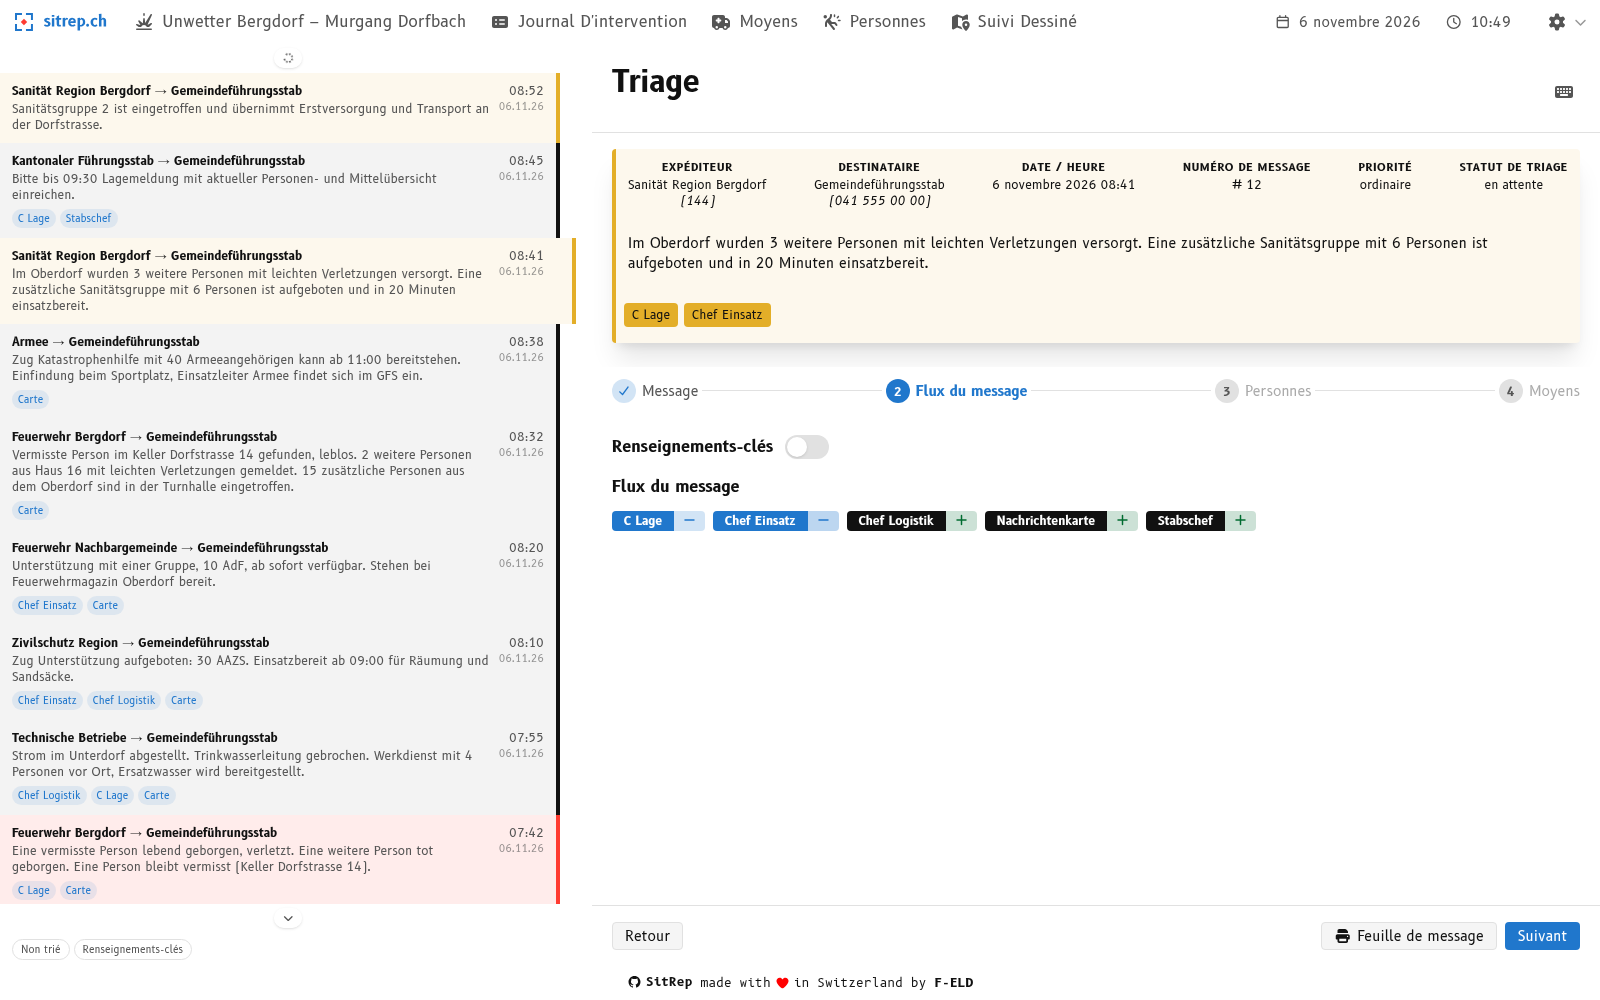 sitrep.ch
Unwetter Bergdorf – Murgang Dorfbach
Journal D'intervention
Moyens
Personnes
Suivi Dessiné
6 novembre 2026
10:49
Sanität Region Bergdorf → Gemeindeführungsstab
08:52
Sanitätsgruppe 2 ist eingetroffen und übernimmt Erstversorgung und Transport an
06.11.26
der Dorfstrasse.
Kantonaler Führungsstab → Gemeindeführungsstab
08:45
Bitte bis 09:30 Lagemeldung mit aktueller Personen- und Mittelübersicht
06.11.26
einreichen.
C Lage
Stabschef
Sanität Region Bergdorf → Gemeindeführungsstab
08:41
Im Oberdorf wurden 3 weitere Personen mit leichten Verletzungen versorgt. Eine
06.11.26
zusätzliche Sanitätsgruppe mit 6 Personen ist aufgeboten und in 20 Minuten
einsatzbereit.
Armee → Gemeindeführungsstab
08:38
Zug Katastrophenhilfe mit 40 Armeeangehörigen kann ab 11:00 bereitstehen.
06.11.26
Einfindung beim Sportplatz, Einsatzleiter Armee findet sich im GFS ein.
Carte
Feuerwehr Bergdorf → Gemeindeführungsstab
08:32
Vermisste Person im Keller Dorfstrasse 14 gefunden, leblos. 2 weitere Personen
06.11.26
aus Haus 16 mit leichten Verletzungen gemeldet. 15 zusätzliche Personen aus
dem Oberdorf sind in der Turnhalle eingetroffen.
Carte
Feuerwehr Nachbargemeinde → Gemeindeführungsstab
08:20
Unterstützung mit einer Gruppe, 10 AdF, ab sofort verfügbar. Stehen bei
06.11.26
Feuerwehrmagazin Oberdorf bereit.
Chef Einsatz
Carte
Zivilschutz Region → Gemeindeführungsstab
08:10
Zug Unterstützung aufgeboten: 30 AAZS. Einsatzbereit ab 09:00 für Räumung und
06.11.26
Sandsäcke.
Chef Einsatz
Chef Logistik
Carte
Technische Betriebe → Gemeindeführungsstab
07:55
Strom im Unterdorf abgestellt. Trinkwasserleitung gebrochen. Werkdienst mit 4
06.11.26
Personen vor Ort, Ersatzwasser wird bereitgestellt.
Chef Logistik
C Lage
Carte
Feuerwehr Bergdorf → Gemeindeführungsstab
07:42
Eine vermisste Person lebend geborgen, verletzt. Eine weitere Person tot
06.11.26
geborgen. Eine Person bleibt vermisst (Keller Dorfstrasse 14).
C Lage
Carte
Non trié
Renseignements-clés
Triage
EXPÉDITEUR
Sanität Region Bergdorf
[144]
DESTINATAIRE
Gemeindeführungsstab
[041 555 00 00]
DATE / HEURE
6 novembre 2026 08:41
NUMÉRO DE MESSAGE
# 12
PRIORITÉ
ordinaire
STATUT DE TRIAGE
en attente
Im Oberdorf wurden 3 weitere Personen mit leichten Verletzungen versorgt. Eine zusätzliche Sanitätsgruppe mit 6 Personen ist
aufgeboten und in 20 Minuten einsatzbereit.
C Lage
Chef Einsatz
Message
2 Flux du message
3 Personnes
4 Moyens
Renseignements-clés
Flux du message
C Lage −
Chef Einsatz −
Chef Logistik +
Nachrichtenkarte +
Stabschef +
Retour
Feuille de message
Suivant
SitRep made with ❤ in Switzerland by F-ELD